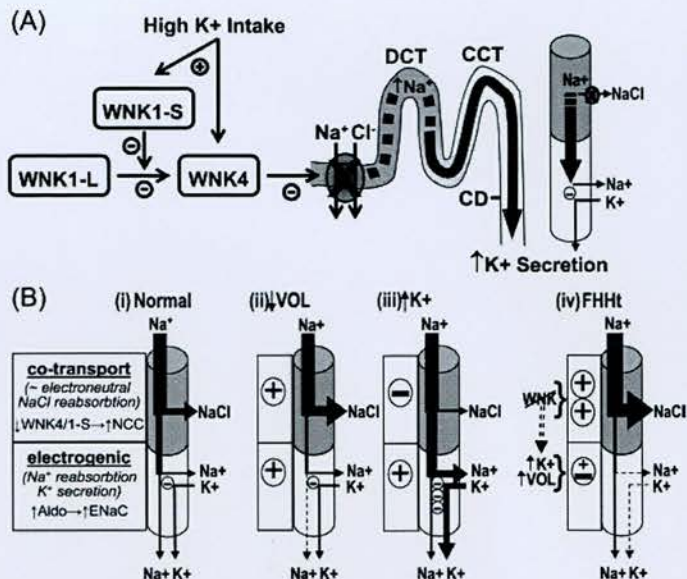 (A)
High K+ Intake
WNK1-S
WNK1-L
WNK4
Na⁺ Cl⁻
DCT
↑Na⁺
CCT
CD
↑K+ Secretion
Na+
NaCl
Na+
K+
(B)
(i) Normal
(ii)↓VOL
(iii)↑K+
(iv) FHHt
Na⁺
Na+
Na+
Na+
co-transport
(~ electroneutral
NaCl reabsorption)
↓WNK4/1-S→↑NCC
NaCl
NaCl
NaCl
WNK
NaCl
electrogenic
(Na⁺ reabsorbtion
K⁺ secretion)
↑Aldo→↑ENaC
Na+
K+
Na+
K+
Na+
K+
↑K+
↑VOL
Na+
K+
Na+ K+
Na+ K+
Na+ K+
Na+ K+